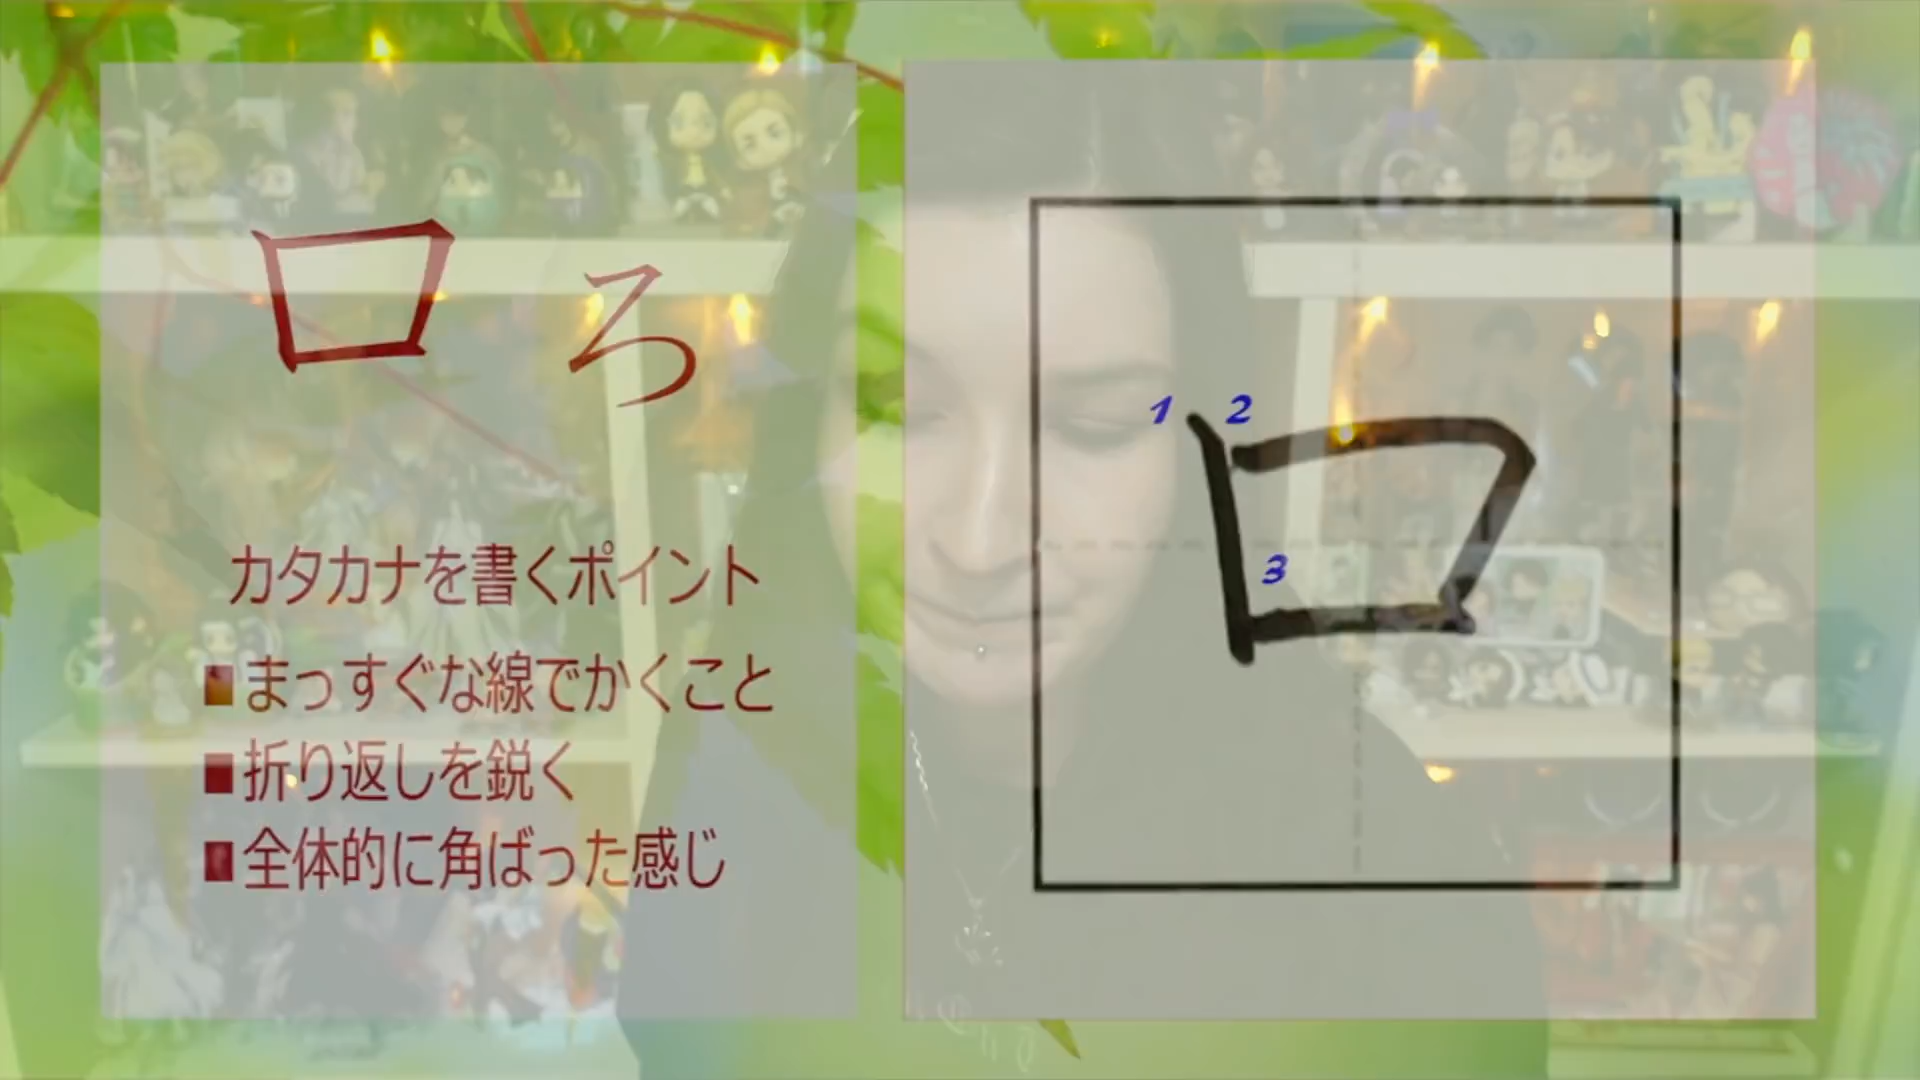 ロ ろ
カタカナを書くポイント
■まっすぐな線でかくこと
■折り返しを鋭く
■全体的に角ばった感じ
1 2
ロ
3